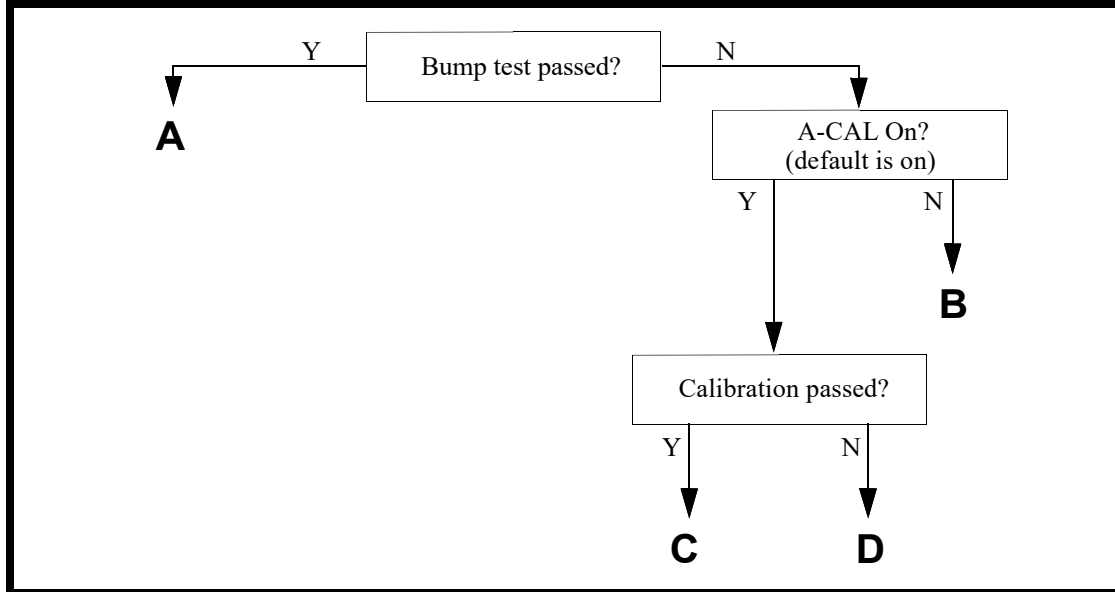 Y
Bump test passed?
N
A
A-CAL On?
(default is on)
Y
N
B
Calibration passed?
Y
N
C
D